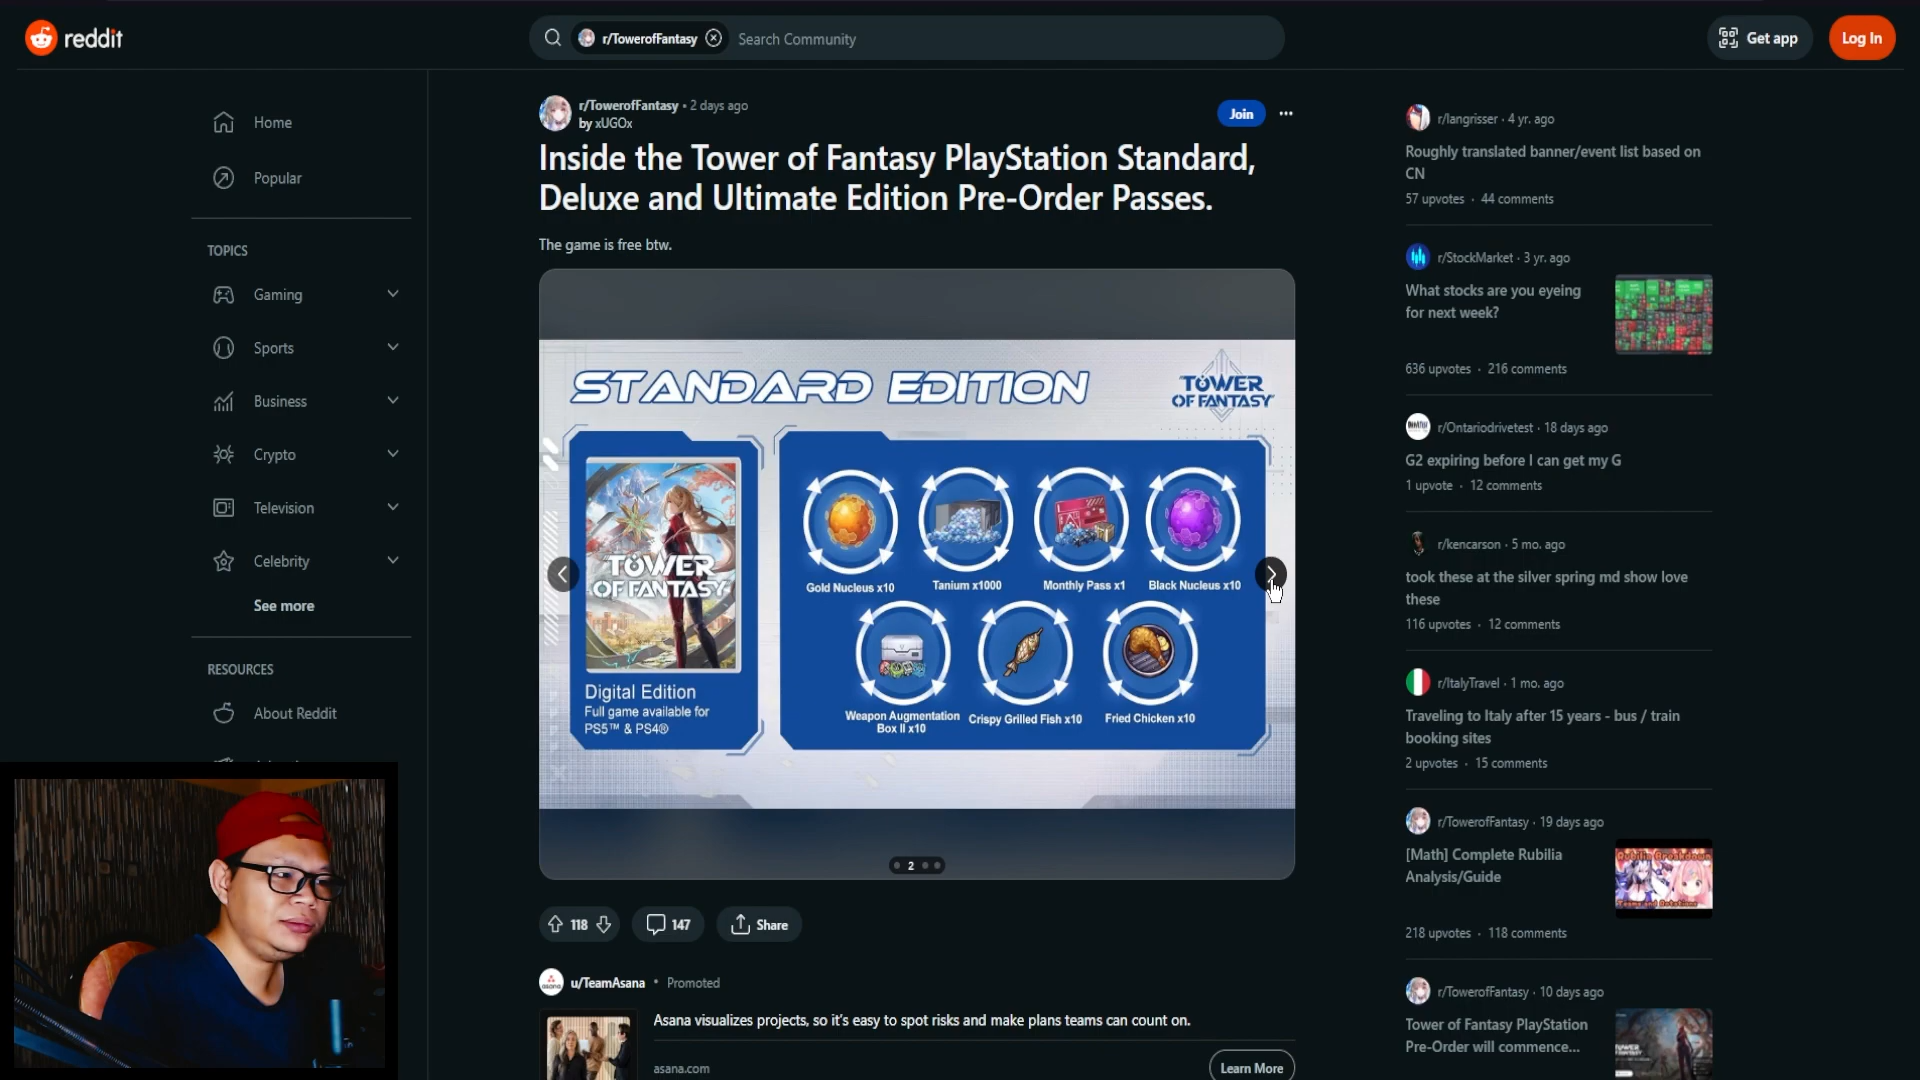 reddit
r/TowerofFantasy
Search Community
Get app
Log In
Home
Popular
TOPICS
Gaming
Sports
Business
Crypto
Television
Celebrity
See more
RESOURCES
About Reddit
r/TowerofFantasy • 2 days ago
by xUGOx
Join
Inside the Tower of Fantasy PlayStation Standard,
Deluxe and Ultimate Edition Pre-Order Passes.
The game is free btw.
STANDARD EDITION
TOWER
OF FANTASY
TOWER
OF FANTASY
Digital Edition
Full game available for
PS5™ & PS4®
Gold Nucleus x10
Tanium x1000
Monthly Pass x1
Black Nucleus x10
Weapon Augmentation
Box II x10
Crispy Grilled Fish x10
Fried Chicken x10
2
118
147
Share
u/TeamAsana • Promoted
Asana visualizes projects, so it's easy to spot risks and make plans teams can count on.
asana.com
Learn More
r/langrisser · 4 yr. ago
Roughly translated banner/event list based on
CN
57 upvotes · 44 comments
r/StockMarket · 3 yr. ago
What stocks are you eyeing
for next week?
636 upvotes · 216 comments
r/Ontariodrivetest · 18 days ago
G2 expiring before I can get my G
1 upvote · 12 comments
r/kencarson · 5 mo. ago
took these at the silver spring md show love
these
116 upvotes · 12 comments
r/ItalyTravel · 1 mo. ago
Traveling to Italy after 15 years - bus / train
booking sites
2 upvotes · 15 comments
r/TowerofFantasy · 19 days ago
[Math] Complete Rubilia
Analysis/Guide
Rubilia Breakdown
218 upvotes · 118 comments
r/TowerofFantasy · 10 days ago
Tower of Fantasy PlayStation
Pre-Order will commence...